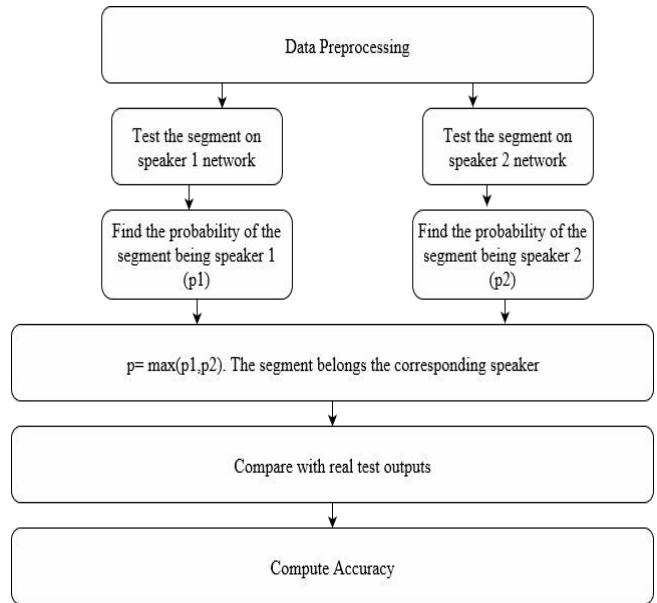 Data Preprocessing
Test the segment on
speaker 1 network
Test the segment on
speaker 2 network
Find the probability of the
segment being speaker 1
(p1)
Find the probability of the
segment being speaker 2
(p2)
p= max(p1,p2). The segment belongs the corresponding speaker
Compare with real test outputs
Compute Accuracy